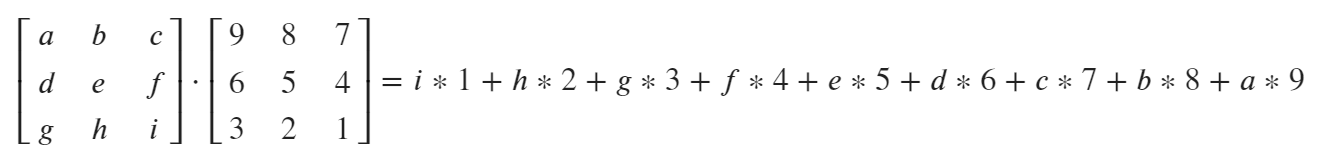 a b c 9 8 7
d e f · 6 5 4 = i * 1 + h * 2 + g * 3 + f * 4 + e * 5 + d * 6 + c * 7 + b * 8 + a * 9
g h i 3 2 1